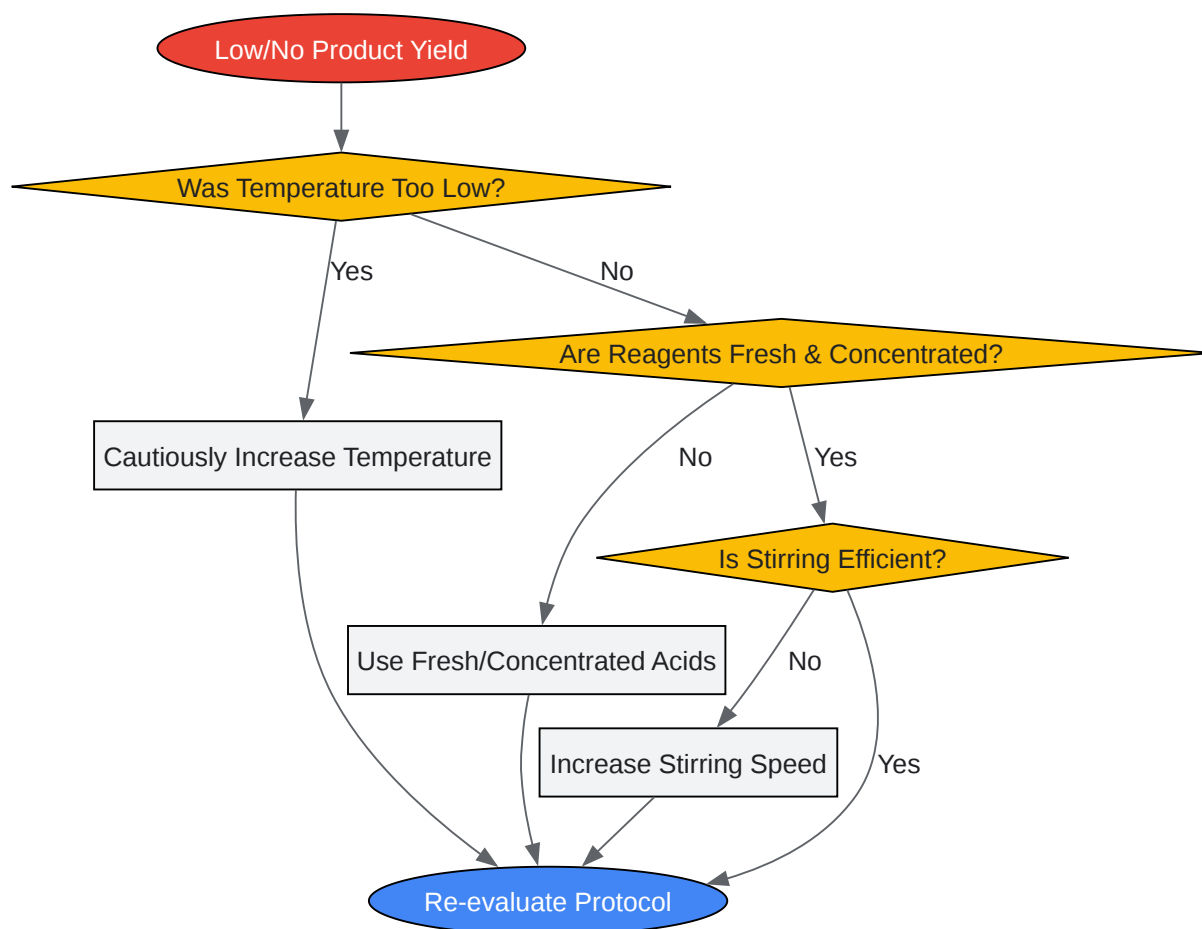 Low/No Product Yield
Was Temperature Too Low?
Yes
No
Are Reagents Fresh & Concentrated?
Cautiously Increase Temperature
No
Yes
Is Stirring Efficient?
Use Fresh/Concentrated Acids
No
Increase Stirring Speed
Yes
Re-evaluate Protocol